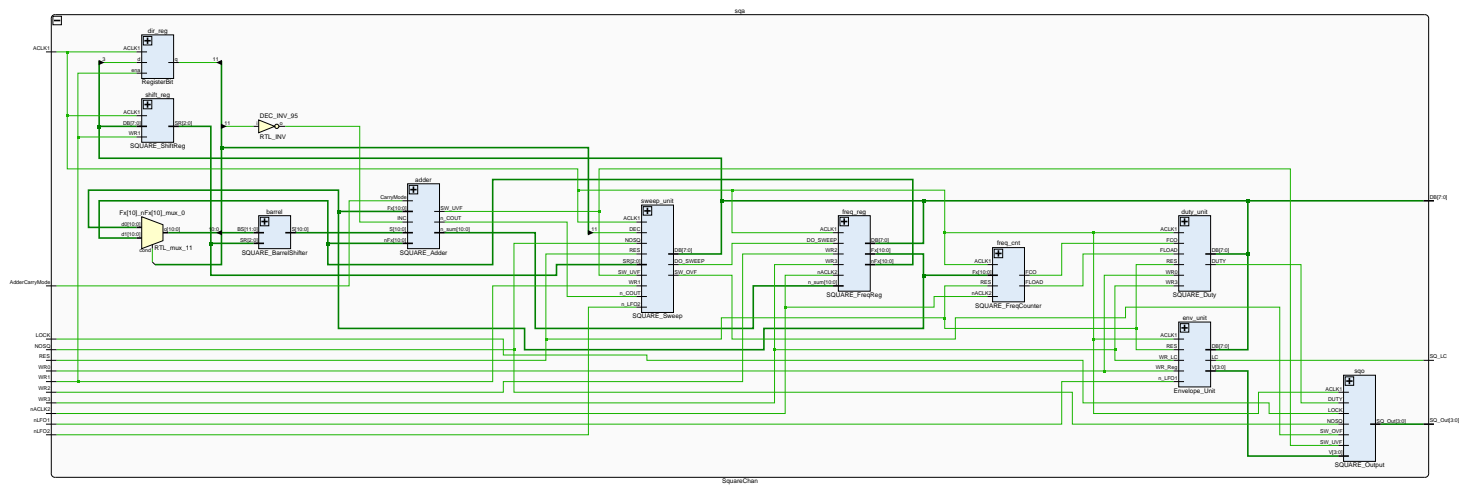 sqa
dir_reg
ACLK1
d
ena
q
3
11
RegisterBit
shift_reg
ACLK1
DB[7:0]
WR1
SR[2:0]
SQUARE_ShiftReg
DEC_INV_95
11
o
RTL_INV
Fx[10]_nFx[10]_mux_0
d0[10:0]
d1[10:0]
o[10:0]
cond
RTL_mux_11
10:0
barrel
BS[11:0]
SR[2:0]
S[10:0]
SQUARE_BarrelShifter
adder
CarryMode
Fx[10:0]
INC
S[10:0]
nFx[10:0]
SW_UVF
n_COUT
n_sum[10:0]
SQUARE_Adder
11
sweep_unit
ACLK1
DEC
NOSQ
RES
SR[2:0]
SW_UVF
WR1
n_COUT
n_LFO2
DB[7:0]
DO_SWEEP
SW_OVF
SQUARE_Sweep
freq_reg
ACLK1
DO_SWEEP
WR2
WR3
nACLK2
n_sum[10:0]
DB[7:0]
Fx[10:0]
nFx[10:0]
SQUARE_FreqReg
freq_cnt
ACLK1
Fx[10:0]
RES
nACLK2
FCO
FLOAD
SQUARE_FreqCounter
duty_unit
ACLK1
FCO
FLOAD
RES
WR0
WR3
DB[7:0]
DUTY
SQUARE_Duty
env_unit
ACLK1
RES
WR_LC
WR_Reg
n_LFO1
DB[7:0]
LC
V[3:0]
Envelope_Unit
sqo
ACLK1
DUTY
LOCK
NOSQ
SW_OVF
SW_UVF
V[3:0]
SQ_Out[3:0]
SQUARE_Output
ACLK1
AdderCarryMode
LOCK
NOSQ
RES
WR0
WR1
WR2
WR3
nACLK2
nLFO1
nLFO2
DB[7:0]
SQ_LC
SQ_Out[3:0]
SquareChan